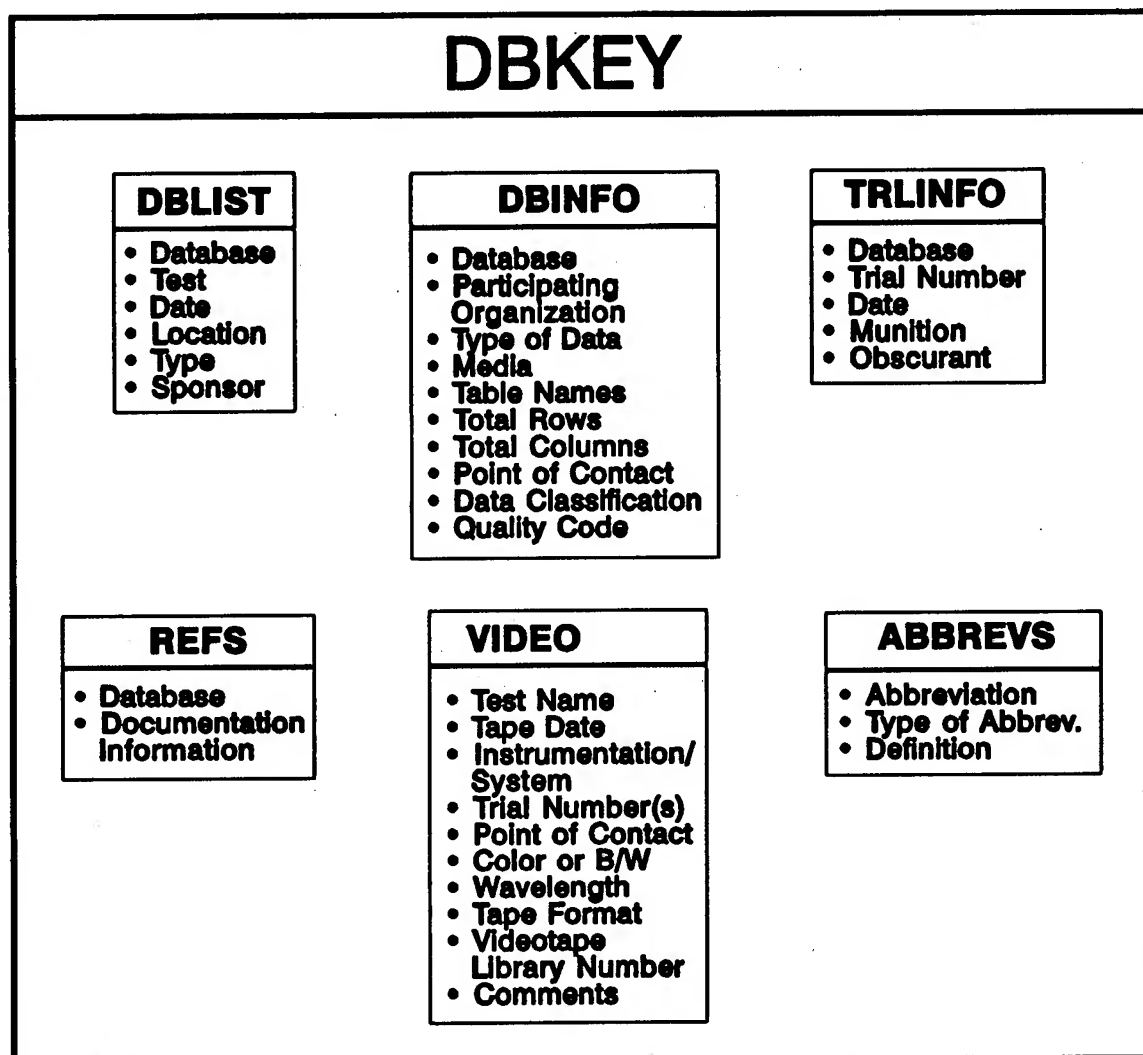 DBKEY
DBLIST
• Database
• Test
• Date
• Location
• Type
• Sponsor
DBINFO
• Database
• Participating
Organization
• Type of Data
• Media
• Table Names
• Total Rows
• Total Columns
• Point of Contact
• Data Classification
• Quality Code
TRLINFO
• Database
• Trial Number
• Date
• Munition
• Obscurant
REFS
• Database
• Documentation
Information
VIDEO
• Test Name
• Tape Date
• Instrumentation/
System
• Trial Number(s)
• Point of Contact
• Color or B/W
• Wavelength
• Tape Format
• Videotape
Library Number
• Comments
ABBREVS
• Abbreviation
• Type of Abbrev.
• Definition